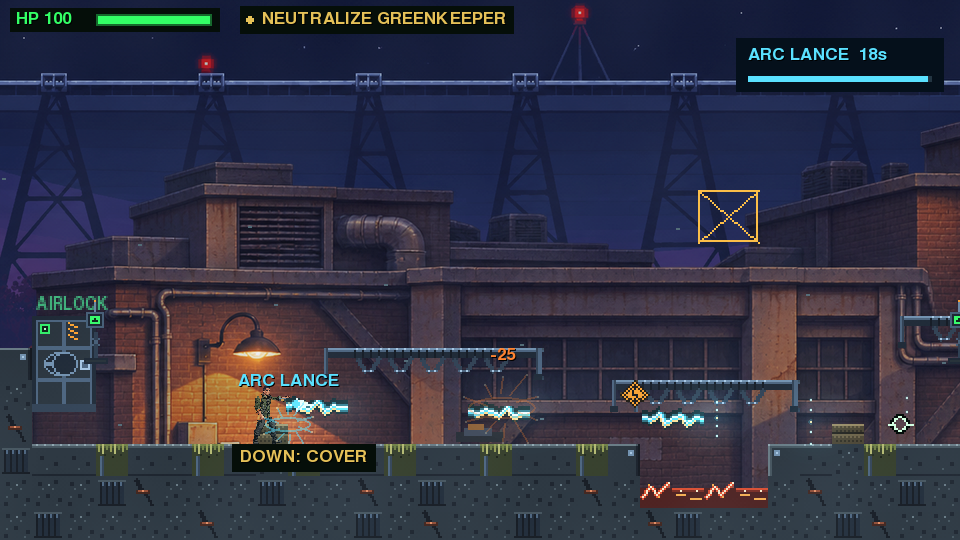 HP 100
NEUTRALIZE GREENKEEPER
ARC LANCE 18s
AIRLOCK
-25
ARC LANCE
DOWN: COVER